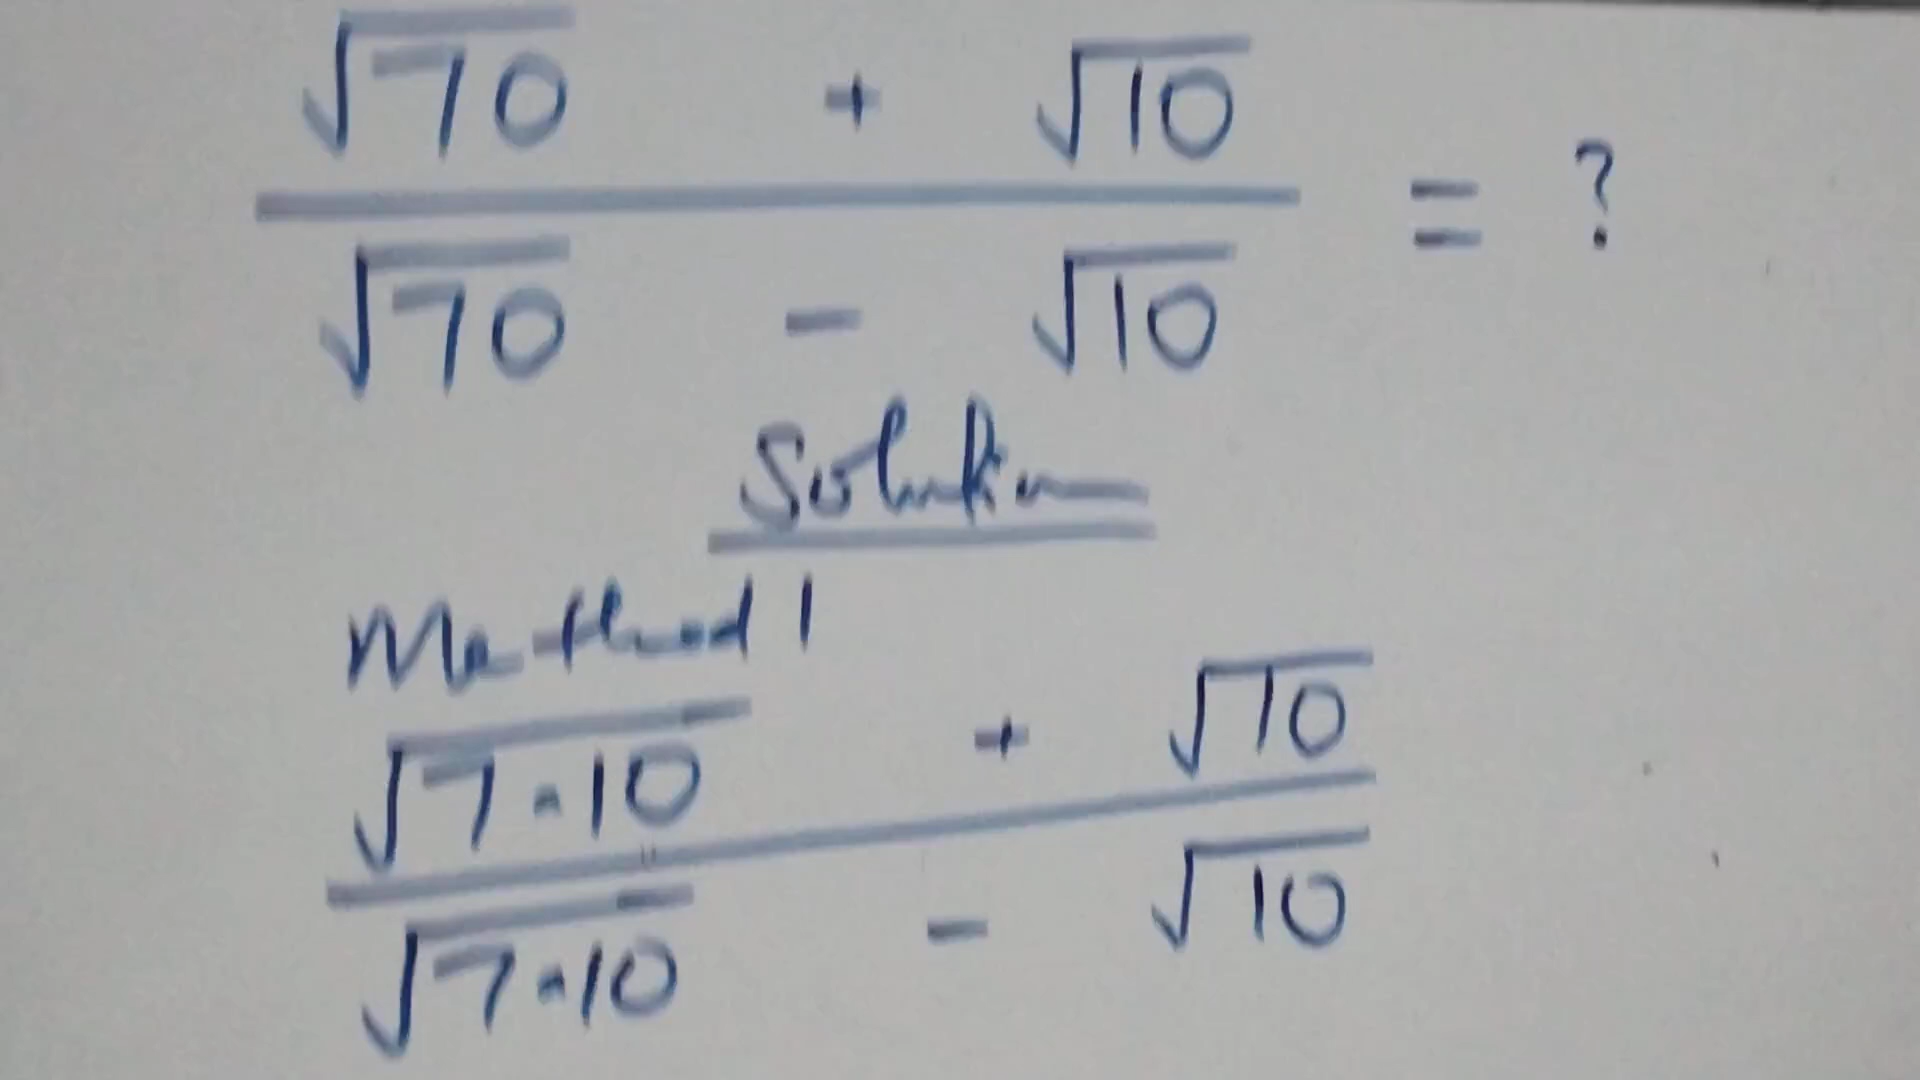 √70 + √10
√70 - √10 = ?
Solution
Method 1
√7·10 + √10
√7·10 - √10